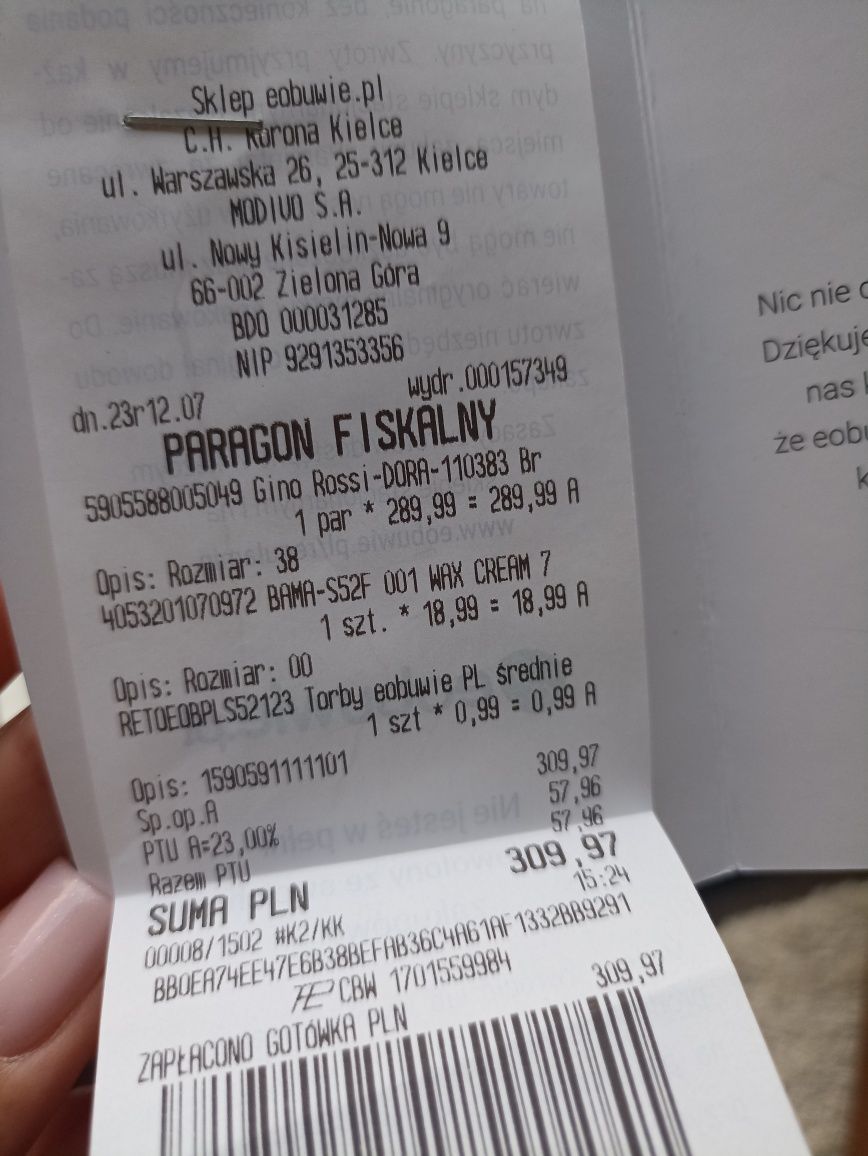 Sklep eobuwie.pl
C.H. Korona Kielce
ul. Warszawska 26, 25-312 Kielce
MODIVO S.A.
ul. Nowy Kisielin-Nowa 9
66-002 Zielona Góra
BDO 000031285
NIP 9291353356
dn.23r12.07 wydr.000157349
PARAGON FISKALNY
5905588005049 Gino Rossi-DORA-110383 Br
1 par * 289,99 = 289,99 A
Opis: Rozmiar: 38
4053201070972 BAMA-S52F 001 WAX CREAM 7
1 szt. * 18,99 = 18,99 A
Opis: Rozmiar: 00
RETOEOBPLS52123 Torby eobuwie PL średnie
1 szt * 0,99 = 0,99 A
Opis: 1590591111101
Sp.op.A 309,97
PTU A=23,00% 57,96
Razem PTU 57,96
SUMA PLN 309,97
00008/1502 #K2/KK 15:24
BB0EA74EE47E6B38BEFAB36C4A61AF1332BB9291
CBW 1701559984
ZAPŁACONO GOTÓWKA PLN 309,97
Nic nie
Dziękuje
nas
że eobu